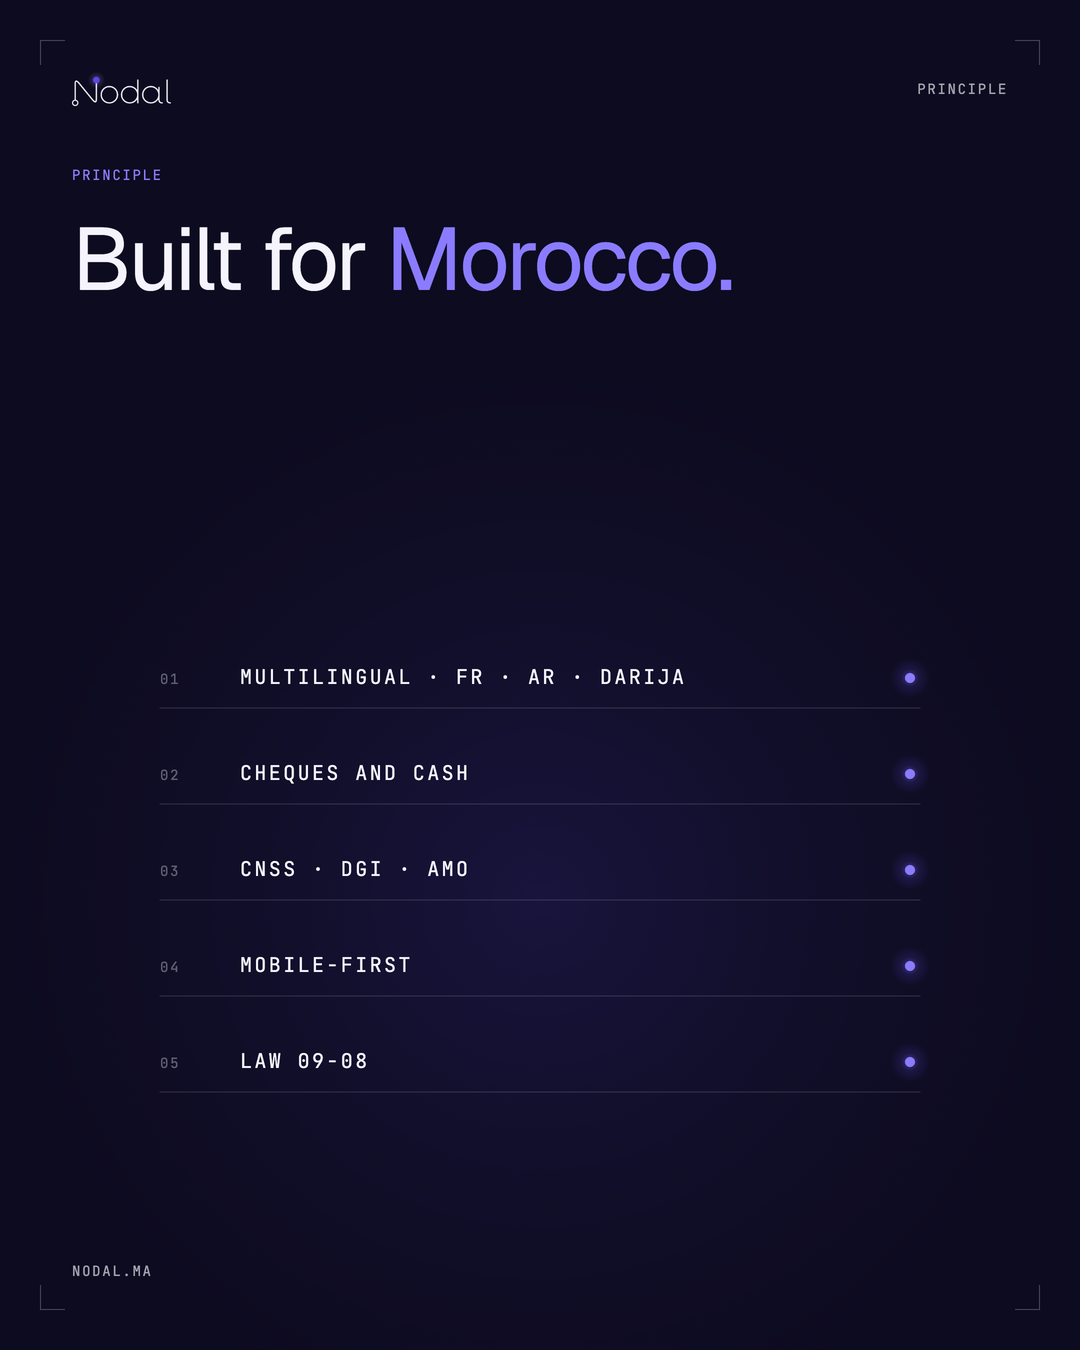 Nodal
PRINCIPLE
PRINCIPLE
Built for Morocco.
01 MULTILINGUAL · FR · AR · DARIJA
02 CHEQUES AND CASH
03 CNSS · DGI · AMO
04 MOBILE-FIRST
05 LAW 09-08
NODAL.MA